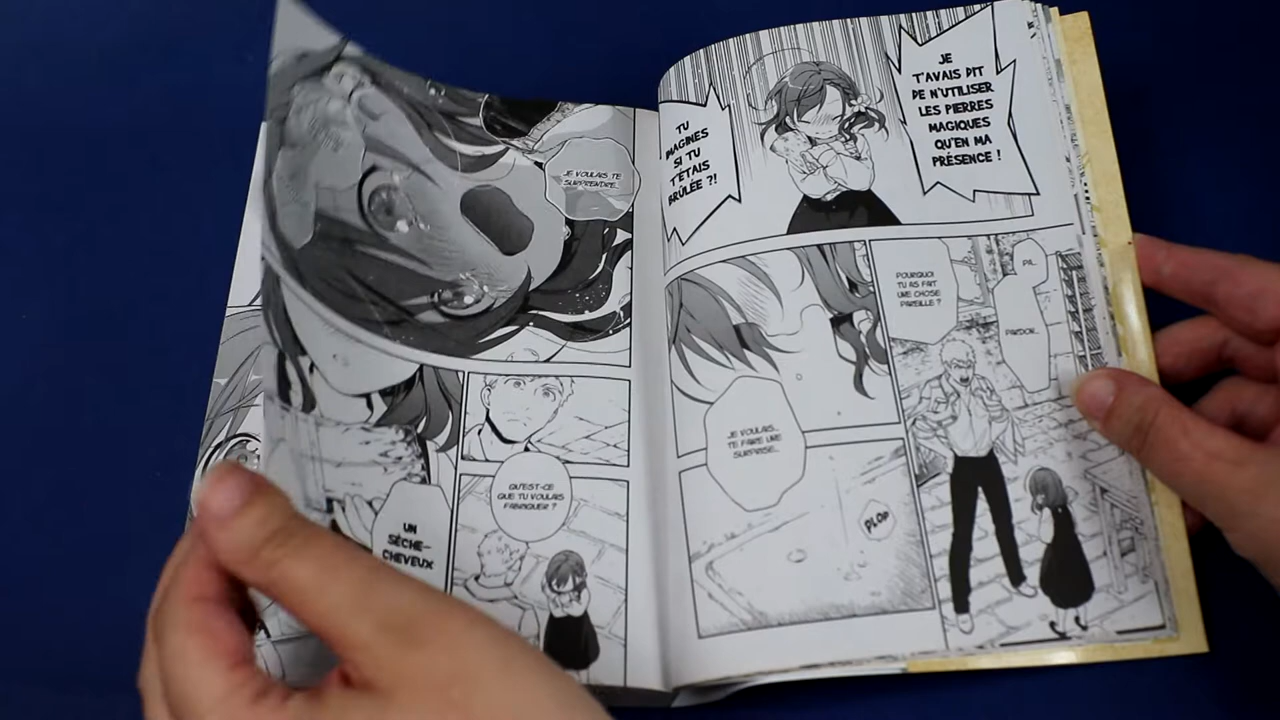 JE
T'AVAIS DIT
DE N'UTILISER
LES PIERRES
MAGIQUES
QU'EN MA
PRÉSENCE !
TU
IMAGINES
SI TU
T'ÉTAIS
BRÛLÉE ?!
PA...
PARDON...
POURQUOI
TU AS FAIT
UNE CHOSE
PAREILLE ?
JE VOULAIS...
TE FAIRE UNE
SURPRISE...
PLOP
JE VOULAIS TE
SURPRENDRE...
QU'EST-CE
QUE TU VOULAIS
FABRIQUER ?
UN
SÈCHE-
CHEVEUX